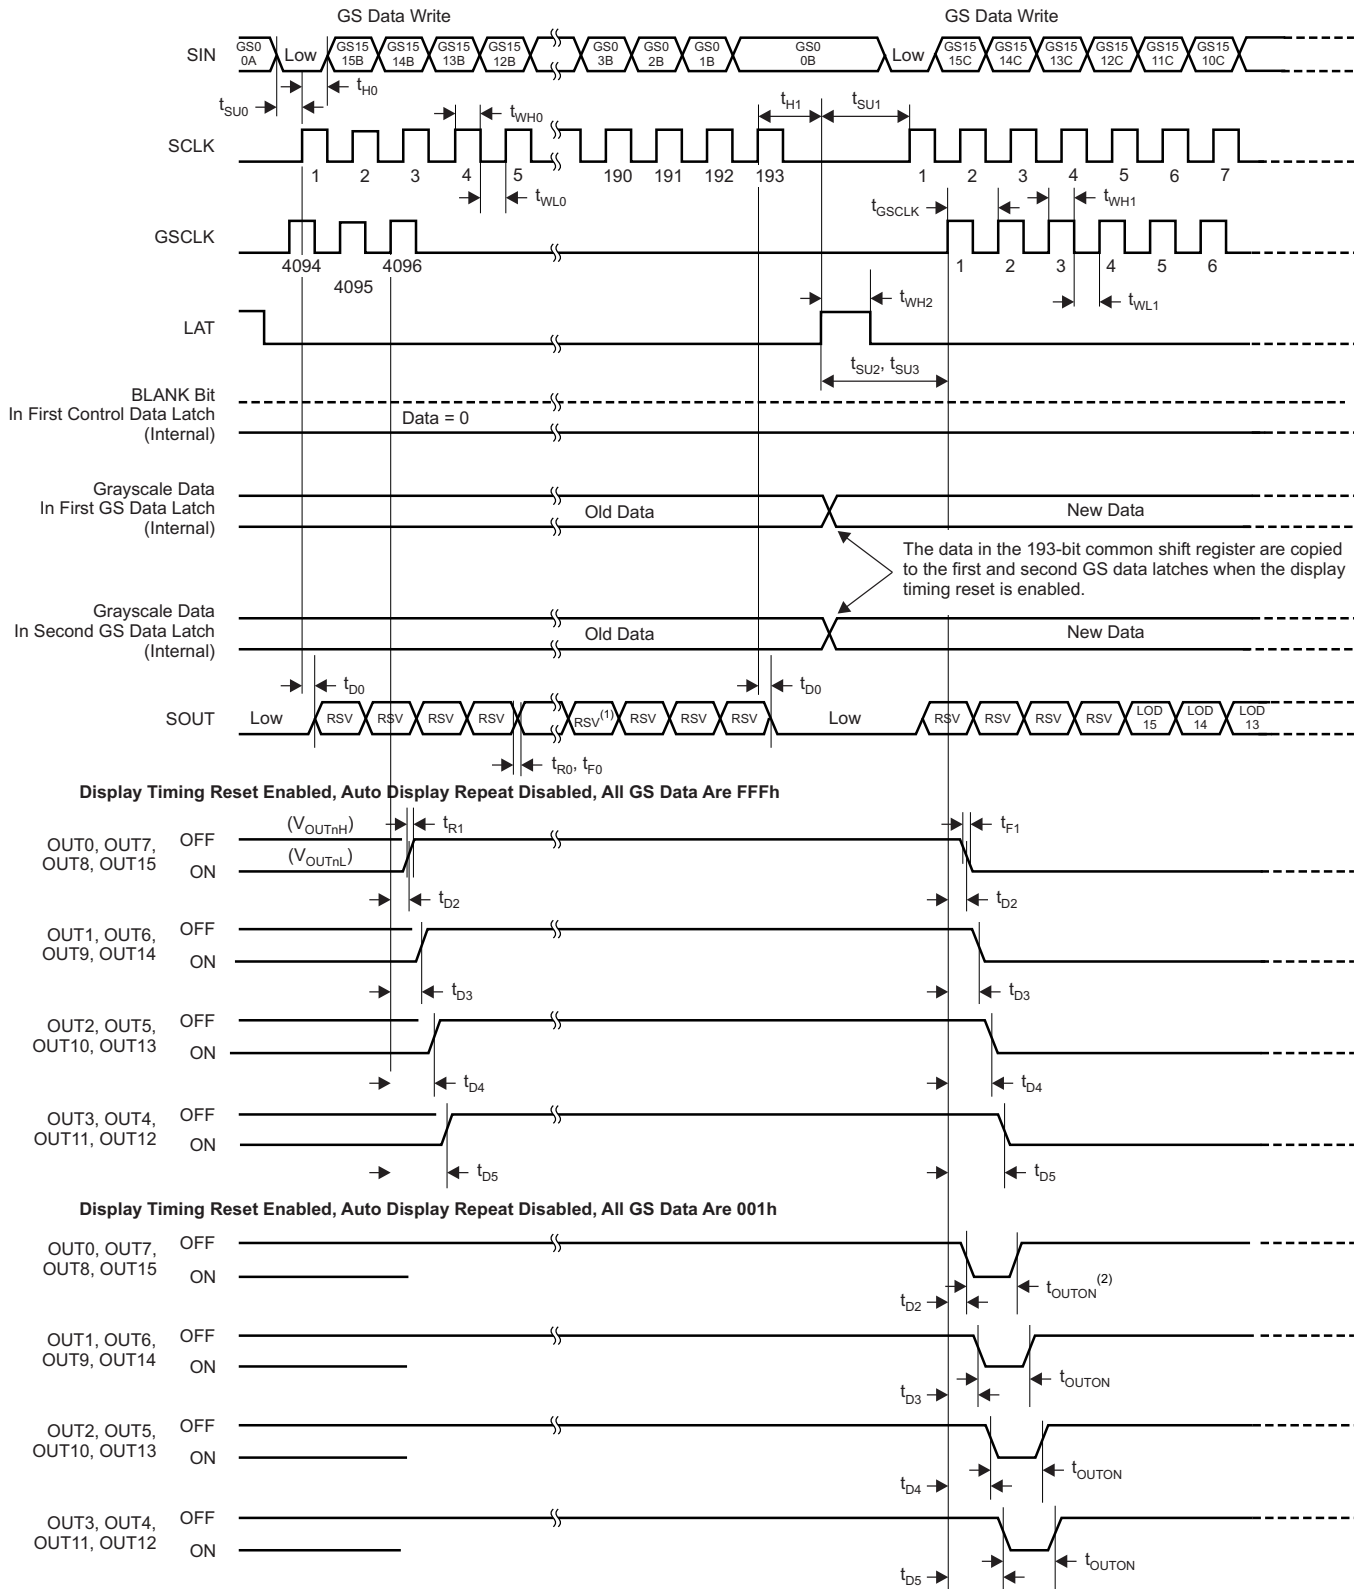 GS Data Write GS Data Write
SIN GS0 0A Low GS15 15B GS15 14B GS15 13B GS15 12B GS0 3B GS0 2B GS0 1B GS0 0B Low GS15 15C GS15 14C GS15 13C GS15 12C GS15 11C GS15 10C
tSU0 tH0 tWH0 tH1 tSU1
SCLK
1 2 3 4 5 190 191 192 193 1 2 3 4 5 6 7
tWL0 tGSCLK tWH1
GSCLK
4094 4095 4096 1 2 3 4 5 6
tWH2 tWL1
LAT
tSU2, tSU3
BLANK Bit
In First Control Data Latch
(Internal)
Data = 0
Grayscale Data
In First GS Data Latch
(Internal)
Old Data New Data
The data in the 193-bit common shift register are copied
to the first and second GS data latches when the display
timing reset is enabled.
Grayscale Data
In Second GS Data Latch
(Internal)
Old Data New Data
tD0 tD0
SOUT Low RSV RSV RSV RSV RSV(1) RSV RSV RSV Low RSV RSV RSV RSV LOD 15 LOD 14 LOD 13
tR0, tF0
Display Timing Reset Enabled, Auto Display Repeat Disabled, All GS Data Are FFFh
OUT0, OUT7,
OUT8, OUT15
OFF (VOUTnH) tR1 tF1
ON (VOUTnL)
tD2 tD2
OUT1, OUT6,
OUT9, OUT14
OFF
ON
tD3 tD3
OUT2, OUT5,
OUT10, OUT13
OFF
ON
tD4 tD4
OUT3, OUT4,
OUT11, OUT12
OFF
ON
tD5 tD5
Display Timing Reset Enabled, Auto Display Repeat Disabled, All GS Data Are 001h
OUT0, OUT7,
OUT8, OUT15
OFF
ON
tD2 tOUTON(2)
OUT1, OUT6,
OUT9, OUT14
OFF
ON
tD3 tOUTON
OUT2, OUT5,
OUT10, OUT13
OFF
ON
tD4 tOUTON
OUT3, OUT4,
OUT11, OUT12
OFF
ON
tD5 tOUTON